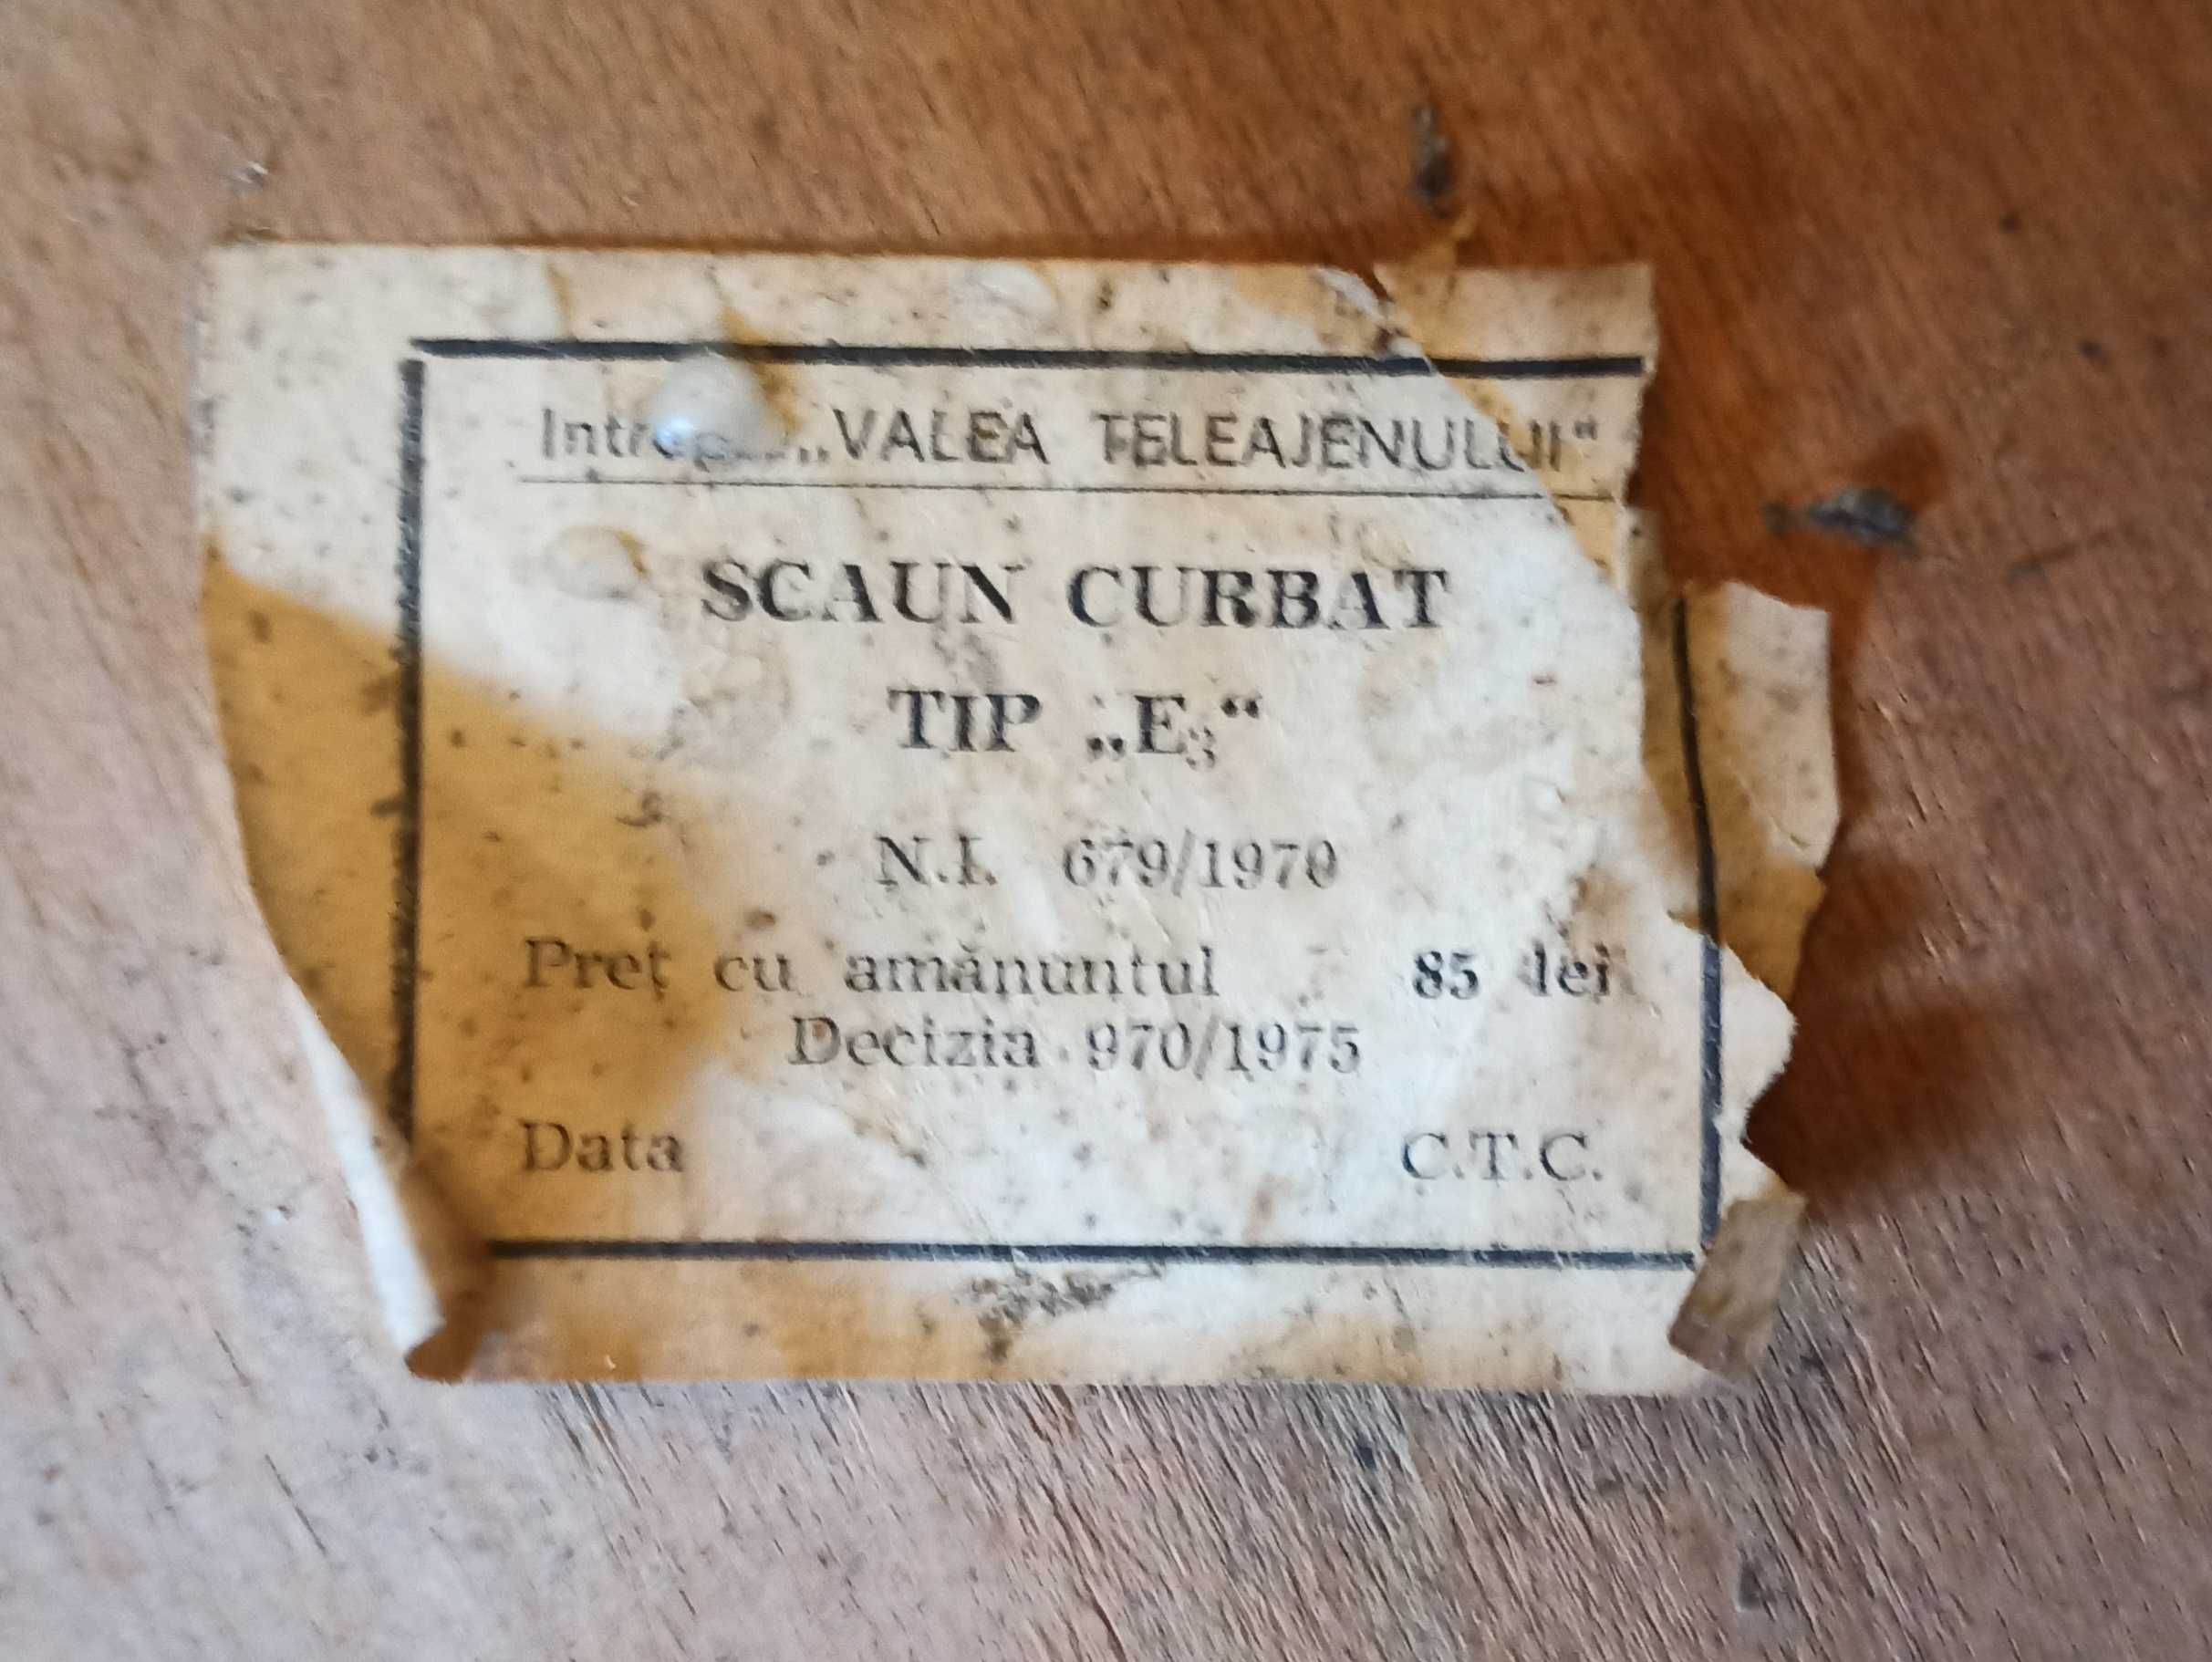 „VALEA TELEAJENULUI“
SCAUN CURBAT
TIP „E₃“
N.I. 679/1970
Preț cu amănuntul 85 lei
Decizia 970/1975
Data C.T.C.